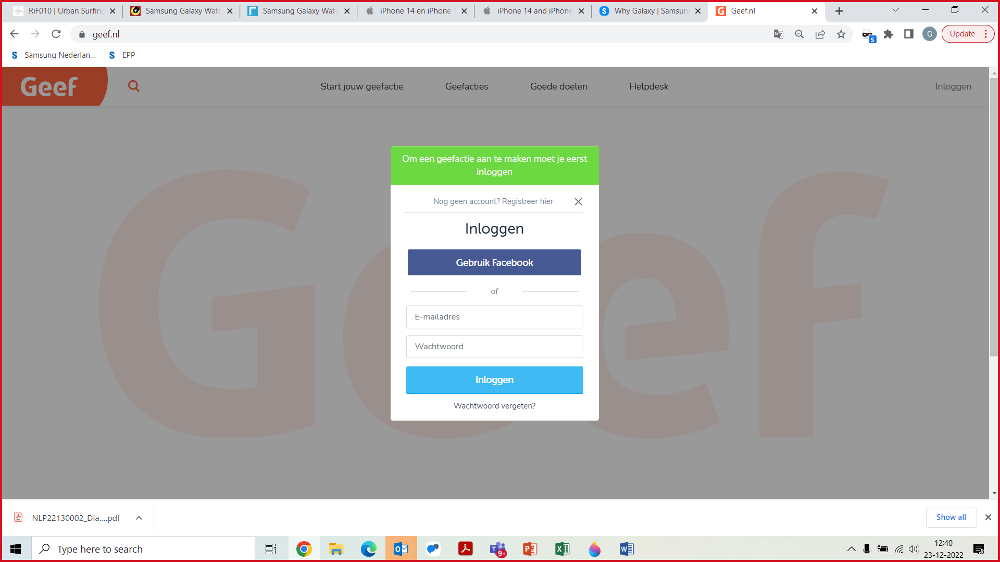 RiF010 | Urban Surfing
Samsung Galaxy Watc
Samsung Galaxy Watc
iPhone 14 en iPhone 1
iPhone 14 and iPhone
Why Galaxy | Samsun
Geef.nl
geef.nl
G
Update
Samsung Nederlan...
EPP
Geef
Start jouw geefactie
Geefacties
Goede doelen
Helpdesk
Inloggen
Geef
Om een geefactie aan te maken moet je eerst
inloggen
Nog geen account? Registreer hier
Inloggen
Gebruik Facebook
of
E-mailadres
Wachtwoord
Inloggen
Wachtwoord vergeten?
NLP22130002_Dia....pdf
Show all
Type here to search
9+
12:40
23-12-2022